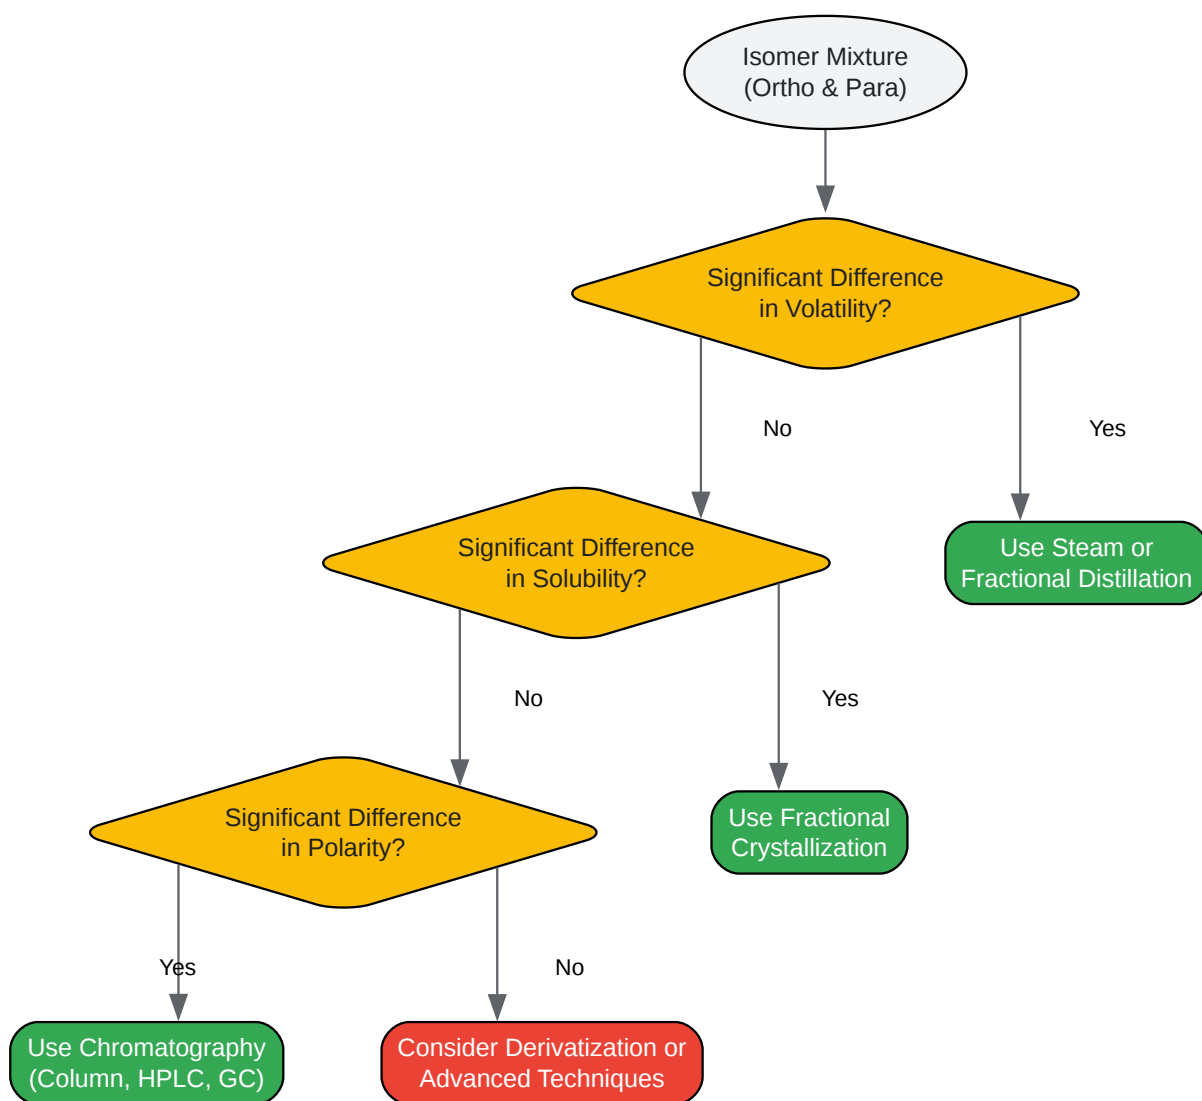 Isomer Mixture
(Ortho & Para)
Significant Difference
in Volatility?
No
Yes
Significant Difference
in Solubility?
Use Steam or
Fractional Distillation
No
Yes
Significant Difference
in Polarity?
Use Fractional
Crystallization
Yes
No
Use Chromatography
(Column, HPLC, GC)
Consider Derivatization or
Advanced Techniques